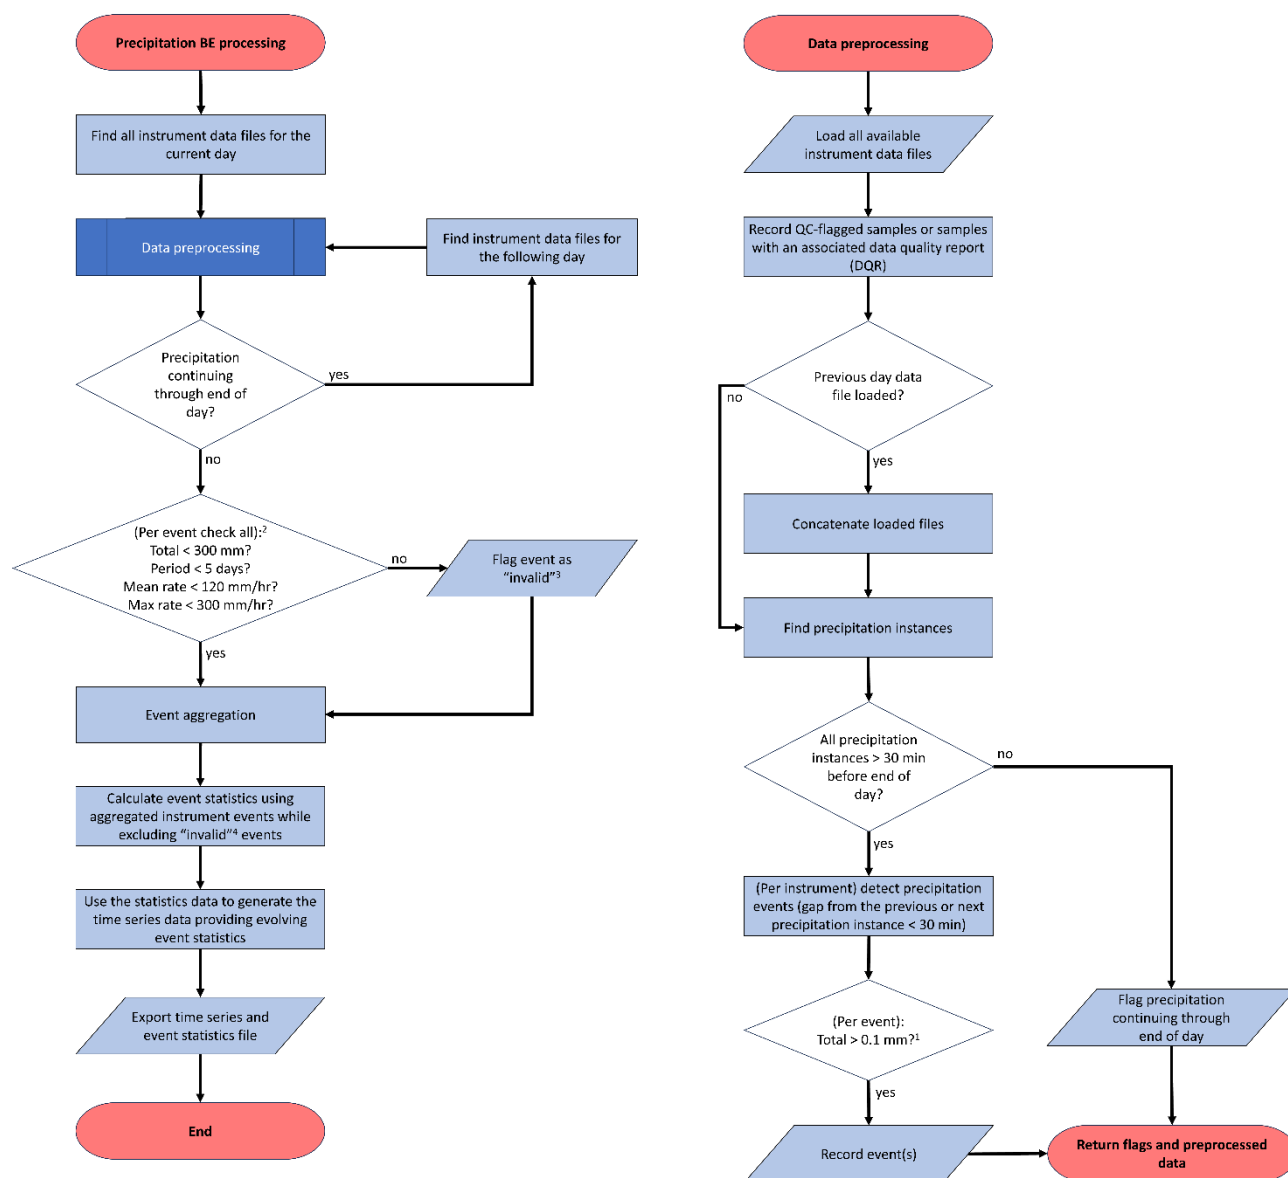 Precipitation BE processing
Find all instrument data files for the
current day
Data preprocessing
Find instrument data files for
the following day
Precipitation
continuing
through end of
day?
yes
no
(Per event check all):²
Total < 300 mm?
Period < 5 days?
Mean rate < 120 mm/hr?
Max rate < 300 mm/hr?
no
Flag event as
“invalid”³
yes
Event aggregation
Calculate event statistics using
aggregated instrument events while
excluding “invalid”⁴ events
Use the statistics data to generate the
time series data providing evolving
event statistics
Export time series and
event statistics file
End
Data preprocessing
Load all available
instrument data files
Record QC-flagged samples or samples
with an associated data quality report
(DQR)
Previous day data
file loaded?
no
yes
Concatenate loaded files
Find precipitation instances
All precipitation
instances > 30 min
before end of
day?
no
yes
(Per instrument) detect precipitation
events (gap from the previous or next
precipitation instance < 30 min)
(Per event):
Total > 0.1 mm?¹
yes
Flag precipitation
continuing through
end of day
Record event(s)
Return flags and preprocessed
data